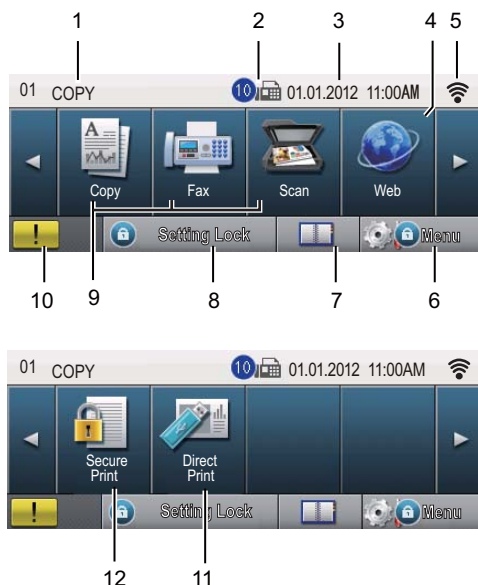 1 2 3 4 5
01 COPY 10 01.01.2012 11:00AM
A
Copy Fax Scan Web
! Setting Lock Menu
10 9 8 7 6
01 COPY 10 01.01.2012 11:00AM
Secure Print Direct Print
! Setting Lock Menu
12 11